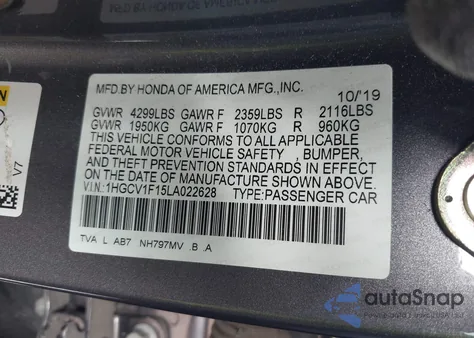 MFD.BY HONDA OF AMERICA MFG.,INC. 10/'19
GVWR 4299LBS GAWR F 2359LBS R 2116LBS
GVWR 1950KG GAWR F 1070KG R 960KG
THIS VEHICLE CONFORMS TO ALL APPLICABLE
FEDERAL MOTOR VEHICLE SAFETY , BUMPER,
AND THEFT PREVENTION STANDARDS IN EFFECT
ON THE DATE OF MANUFACTURE SHOWN ABOVE.
V.I.N:1HGCV1F15LA022628 TYPE:PASSENGER CAR
TVA L AB7 NH797MV .B .A
V7
autoSnap